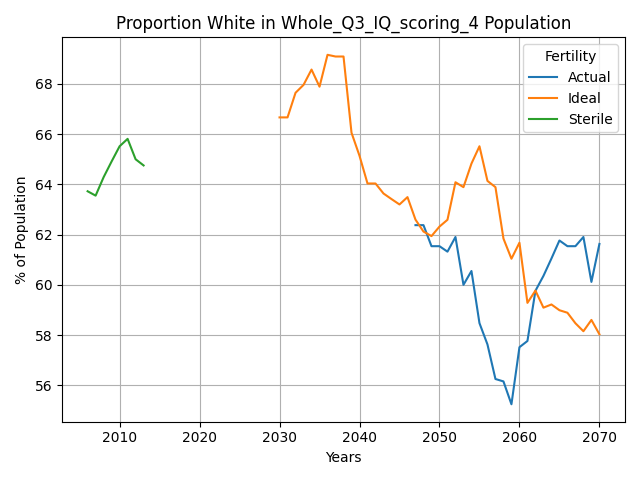 Proportion White in Whole_Q3_IQ_scoring_4 Population
Fertility
Actual
Ideal
Sterile
% of Population
68
66
64
62
60
58
56
2010 2020 2030 2040 2050 2060 2070
Years